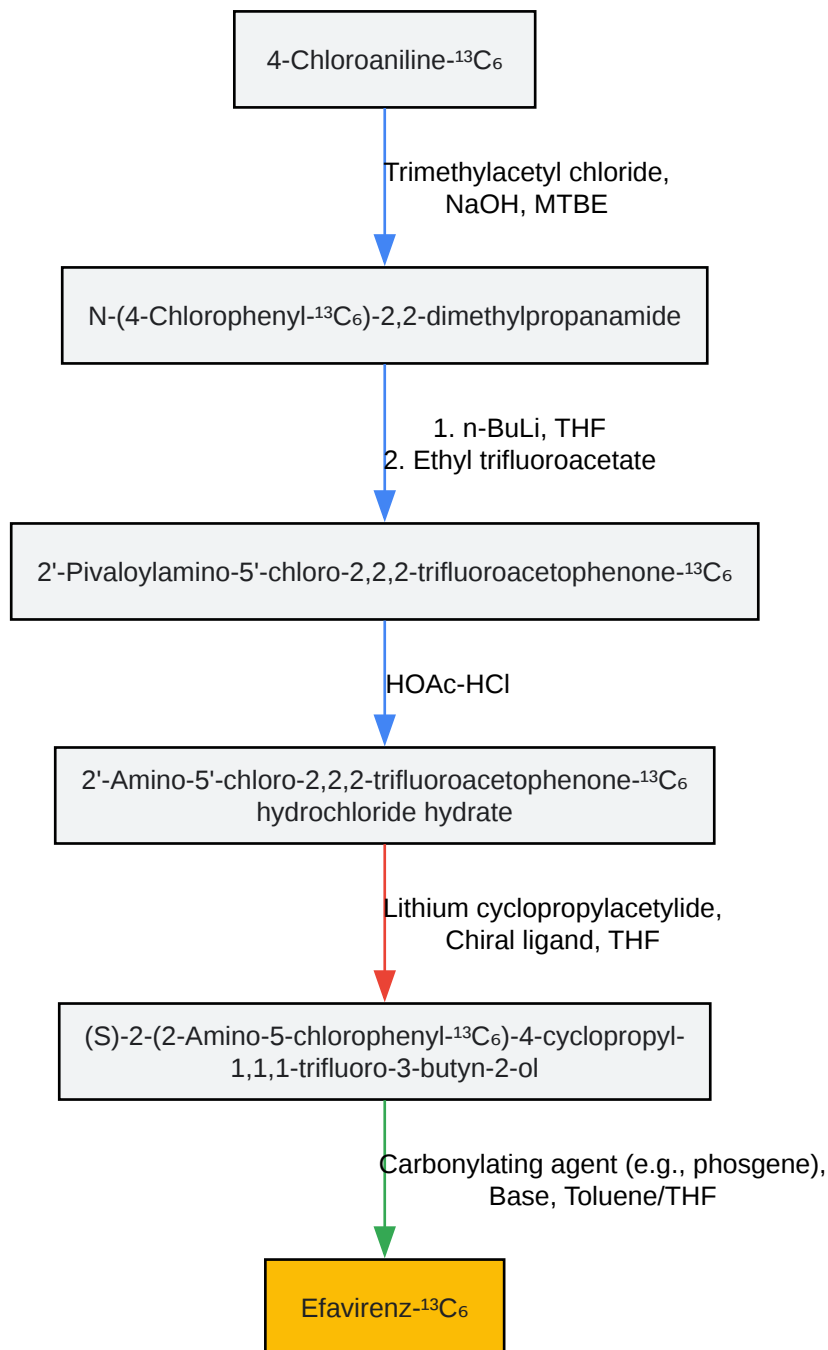 4-Chloroaniline-¹³C₆
Trimethylacetyl chloride,
NaOH, MTBE
N-(4-Chlorophenyl-¹³C₆)-2,2-dimethylpropanamide
1. n-BuLi, THF
2. Ethyl trifluoroacetate
2'-Pivaloylamino-5'-chloro-2,2,2-trifluoroacetophenone-¹³C₆
HOAc-HCl
2'-Amino-5'-chloro-2,2,2-trifluoroacetophenone-¹³C₆
hydrochloride hydrate
Lithium cyclopropylacetylide,
Chiral ligand, THF
(S)-2-(2-Amino-5-chlorophenyl-¹³C₆)-4-cyclopropyl-
1,1,1-trifluoro-3-butyn-2-ol
Carbonylating agent (e.g., phosgene),
Base, Toluene/THF
Efavirenz-¹³C₆